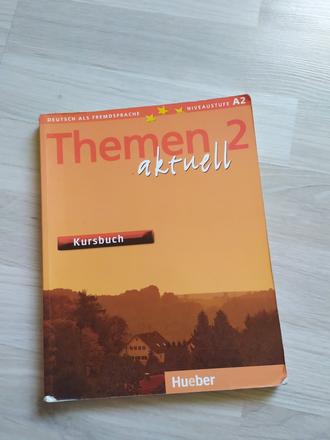 DEUTSCH ALS FREMDSPRACHE NIVEAUSTUFE A2
Themen 2
aktuell
Kursbuch
Hueber